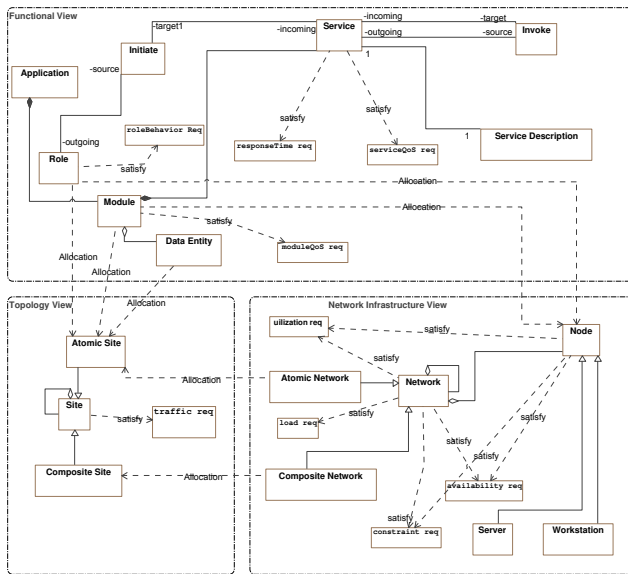 Functional View
-target1
-incoming
Service
-incoming
-target
-outgoing
-source
Invoke
Initiate
1
Application
-source
roleBehavior Req
satisfy
satisfy
-outgoing
responseTime req
serviceQoS req
1
Service Description
Role
satisfy
Allocation
Module
Allocation
satisfy
Data Entity
moduleQoS req
Allocation
Allocation
Allocation
Topology View
Network Infrastructure View
uilization req
Node
satisfy
Atomic Site
satisfy
Allocation
Atomic Network
Network
Site
traffic req
satisfy
load req
satisfy
satisfy
satisfy
satisfy
Composite Site
Allocation
Composite Network
availability req
satisfy
constraint req
Server
Workstation